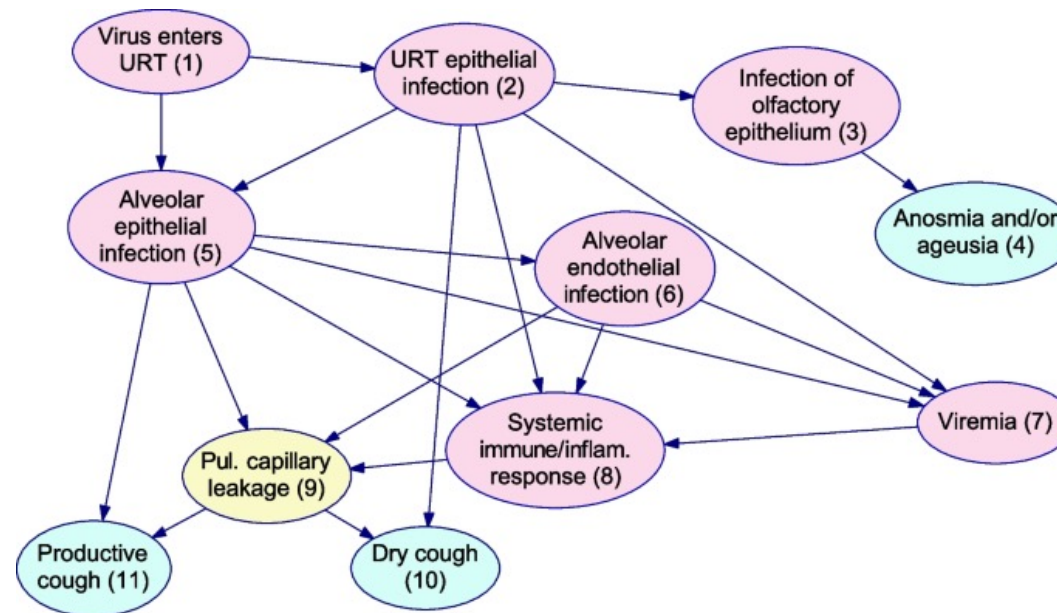 Virus enters
URT (1)
URT epithelial
infection (2)
Infection of
olfactory
epithelium (3)
Anosmia and/or
ageusia (4)
Alveolar
epithelial
infection (5)
Alveolar
endothelial
infection (6)
Viremia (7)
Systemic
immune/inflam.
response (8)
Pul. capillary
leakage (9)
Dry cough
(10)
Productive
cough (11)